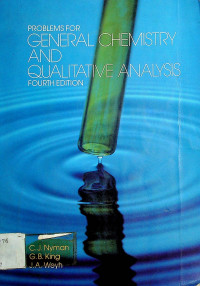 PROBLEMS FOR
GENERAL CHEMISTRY
AND
QUALITATIVE ANALYSIS
FOURTH EDITION
C.J. Nyman
G.B. King
J.A. Weyh